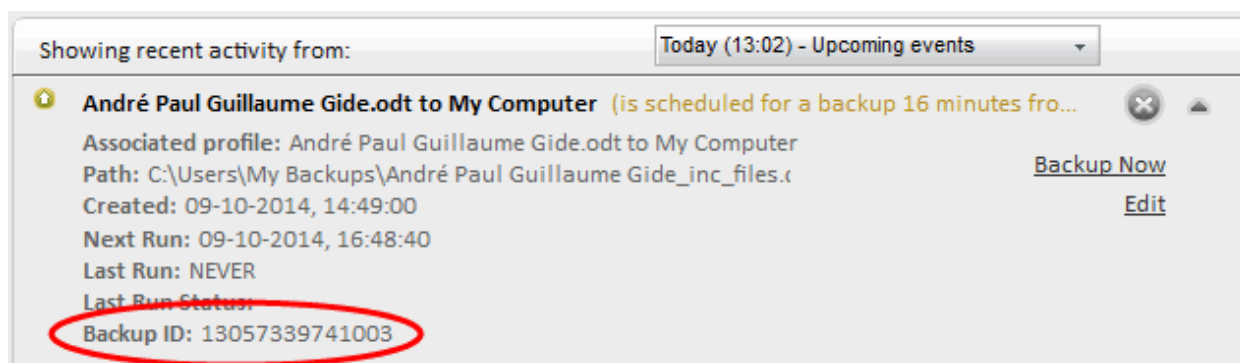 Showing recent activity from: Today (13:02) - Upcoming events
André Paul Guillaume Gide.odt to My Computer (is scheduled for a backup 16 minutes fro...
Associated profile: André Paul Guillaume Gide.odt to My Computer
Path: C:\Users\My Backups\André Paul Guillaume Gide_inc_files.
Backup Now
Created: 09-10-2014, 14:49:00
Edit
Next Run: 09-10-2014, 16:48:40
Last Run: NEVER
Last Run Status:
Backup ID: 13057339741003